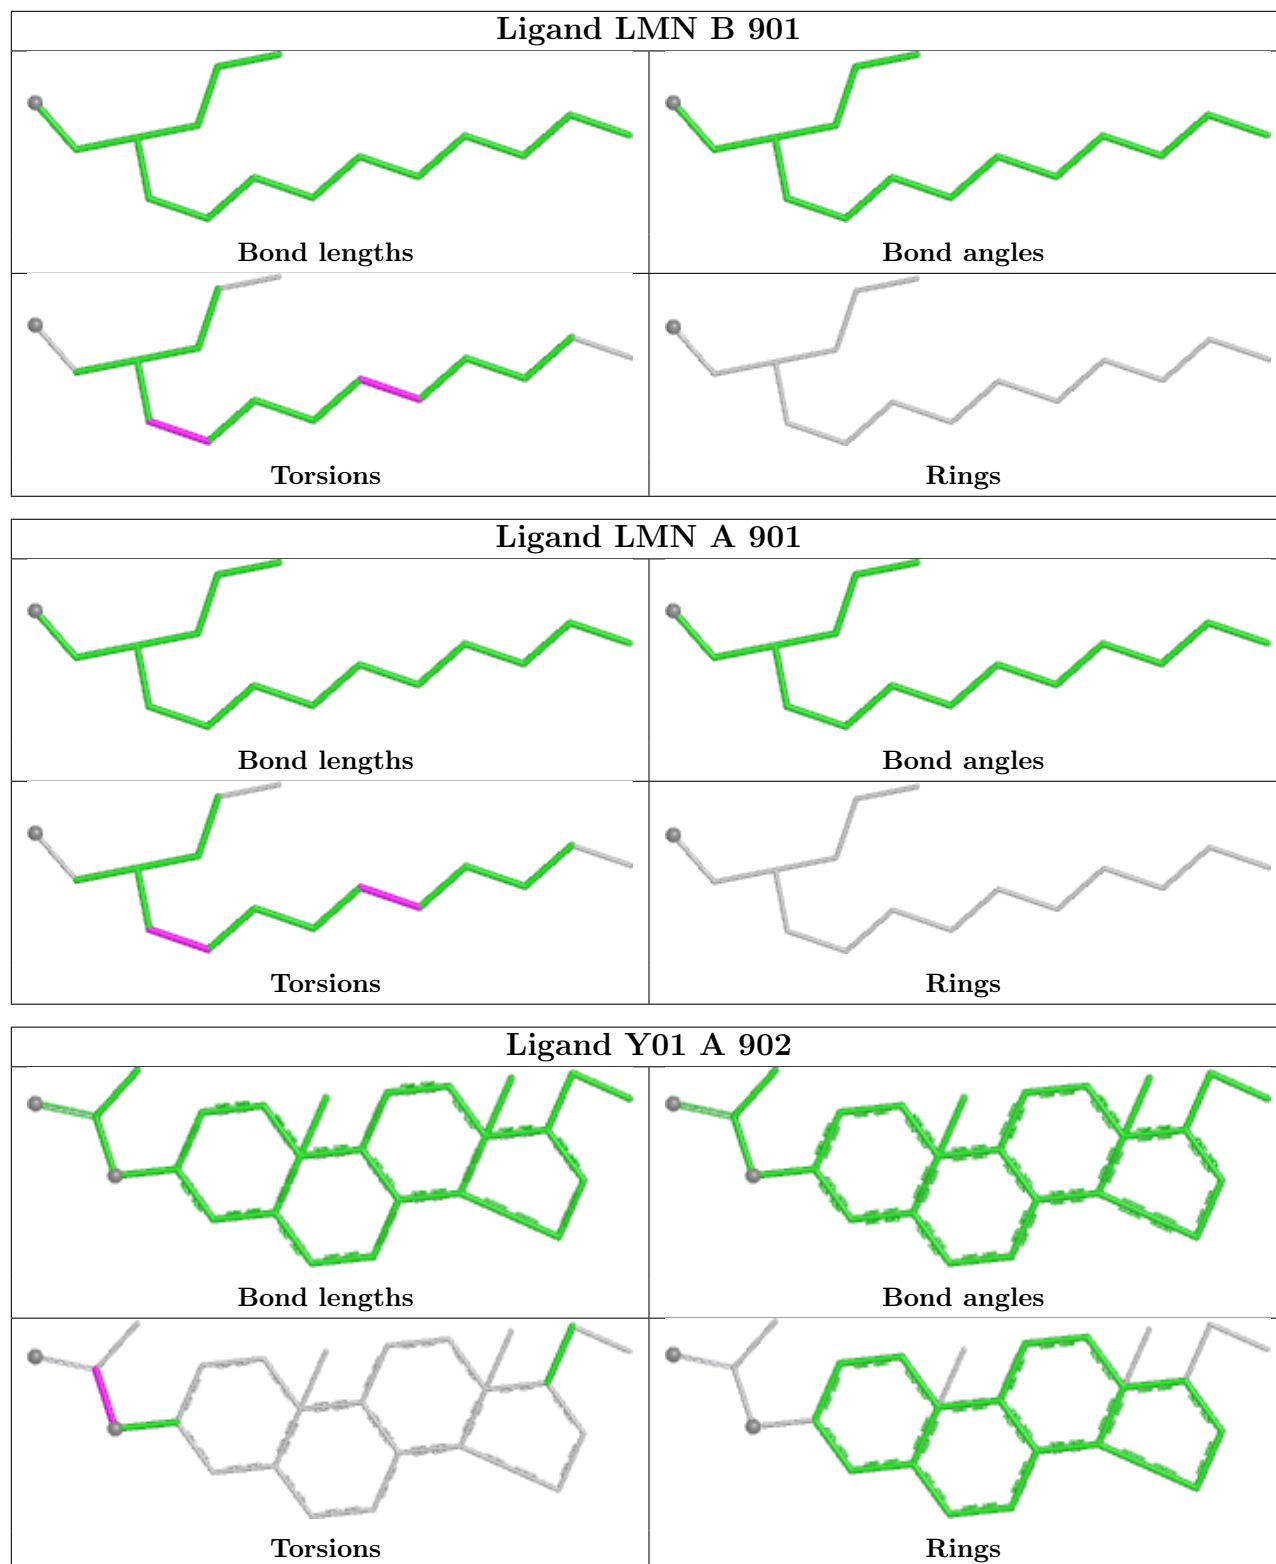 Ligand LMN B 901
Bond lengths
Bond angles
Torsions
Rings
Ligand LMN A 901
Bond lengths
Bond angles
Torsions
Rings
Ligand Y01 A 902
Bond lengths
Bond angles
Torsions
Rings